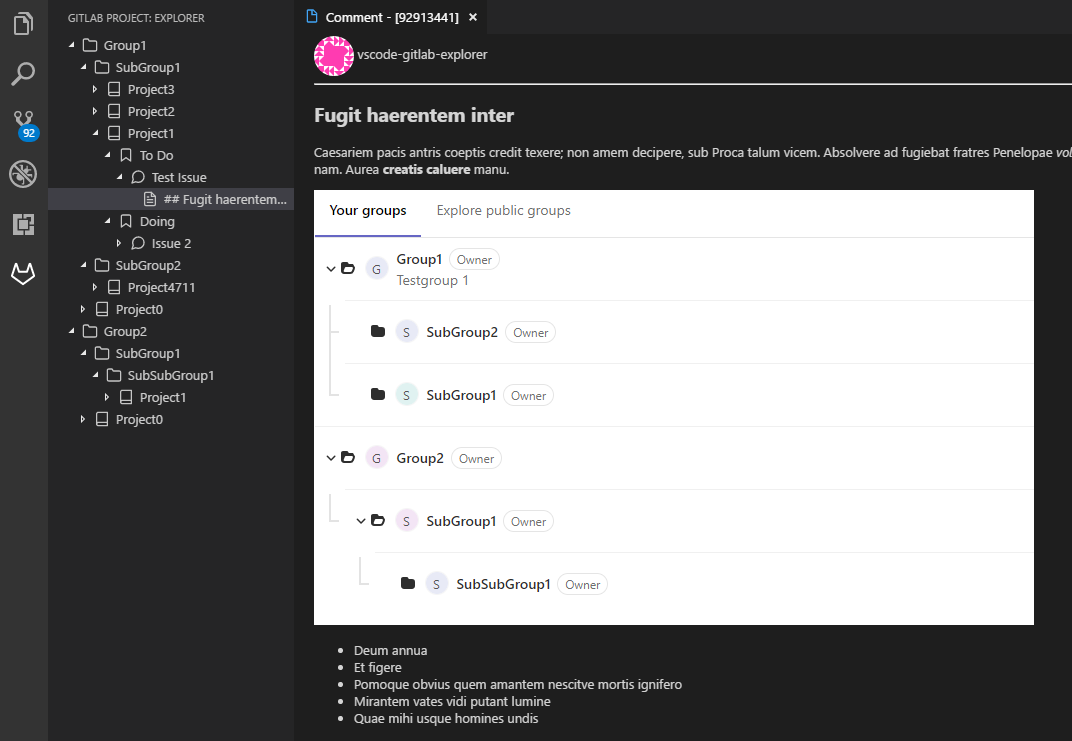 GITLAB PROJECT: EXPLORER
Group1
SubGroup1
Project3
Project2
Project1
To Do
Test Issue
## Fugit haerentem...
Doing
Issue 2
SubGroup2
Project4711
Project0
Group2
SubGroup1
SubSubGroup1
Project1
Project0
92
Comment - [92913441] ×
vscode-gitlab-explorer
Fugit haerentem inter
Caesariem pacis antris coeptis credit texere; non amem decipere, sub Proca talum vicem. Absolvere ad fugiebat fratres Penelopae vol
nam. Aurea creatis caluere manu.
Your groups Explore public groups
G Group1 Owner
Testgroup 1
S SubGroup2 Owner
S SubGroup1 Owner
G Group2 Owner
S SubGroup1 Owner
S SubSubGroup1 Owner
• Deum annua
• Et figere
• Pomoque obvius quem amantem nescitve mortis ignifero
• Mirantem vates vidi putant lumine
• Quae mihi usque homines undis